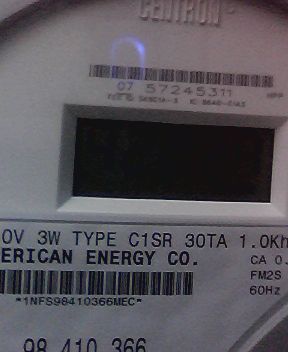 CENTRON®
07 57245311
0V 3W TYPE C1SR 30TA 1.0Kh
ERICAN ENERGY CO.
CA 0.
FM2S
60Hz
*1NFS98410366MEC*
98 410 366